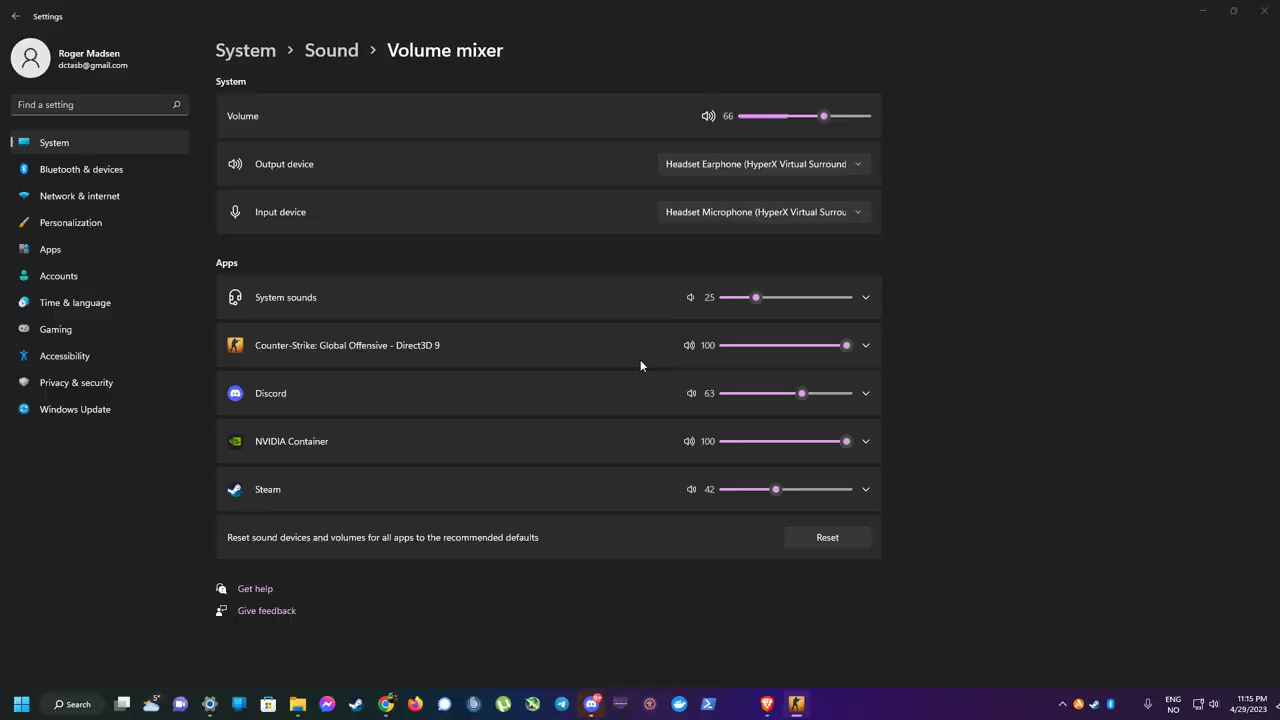 Settings
Roger Madsen
dctasb@gmail.com
Find a setting
System
Bluetooth & devices
Network & internet
Personalization
Apps
Accounts
Time & language
Gaming
Accessibility
Privacy & security
Windows Update
System > Sound > Volume mixer
System
Volume 66
Output device Headset Earphone (HyperX Virtual Surround
Input device Headset Microphone (HyperX Virtual Surrou
Apps
System sounds 25
Counter-Strike: Global Offensive - Direct3D 9 100
Discord 63
NVIDIA Container 100
Steam 42
Reset sound devices and volumes for all apps to the recommended defaults Reset
Get help
Give feedback
Search 5° 9+ ENG 11:15 PM
NO 4/29/2023